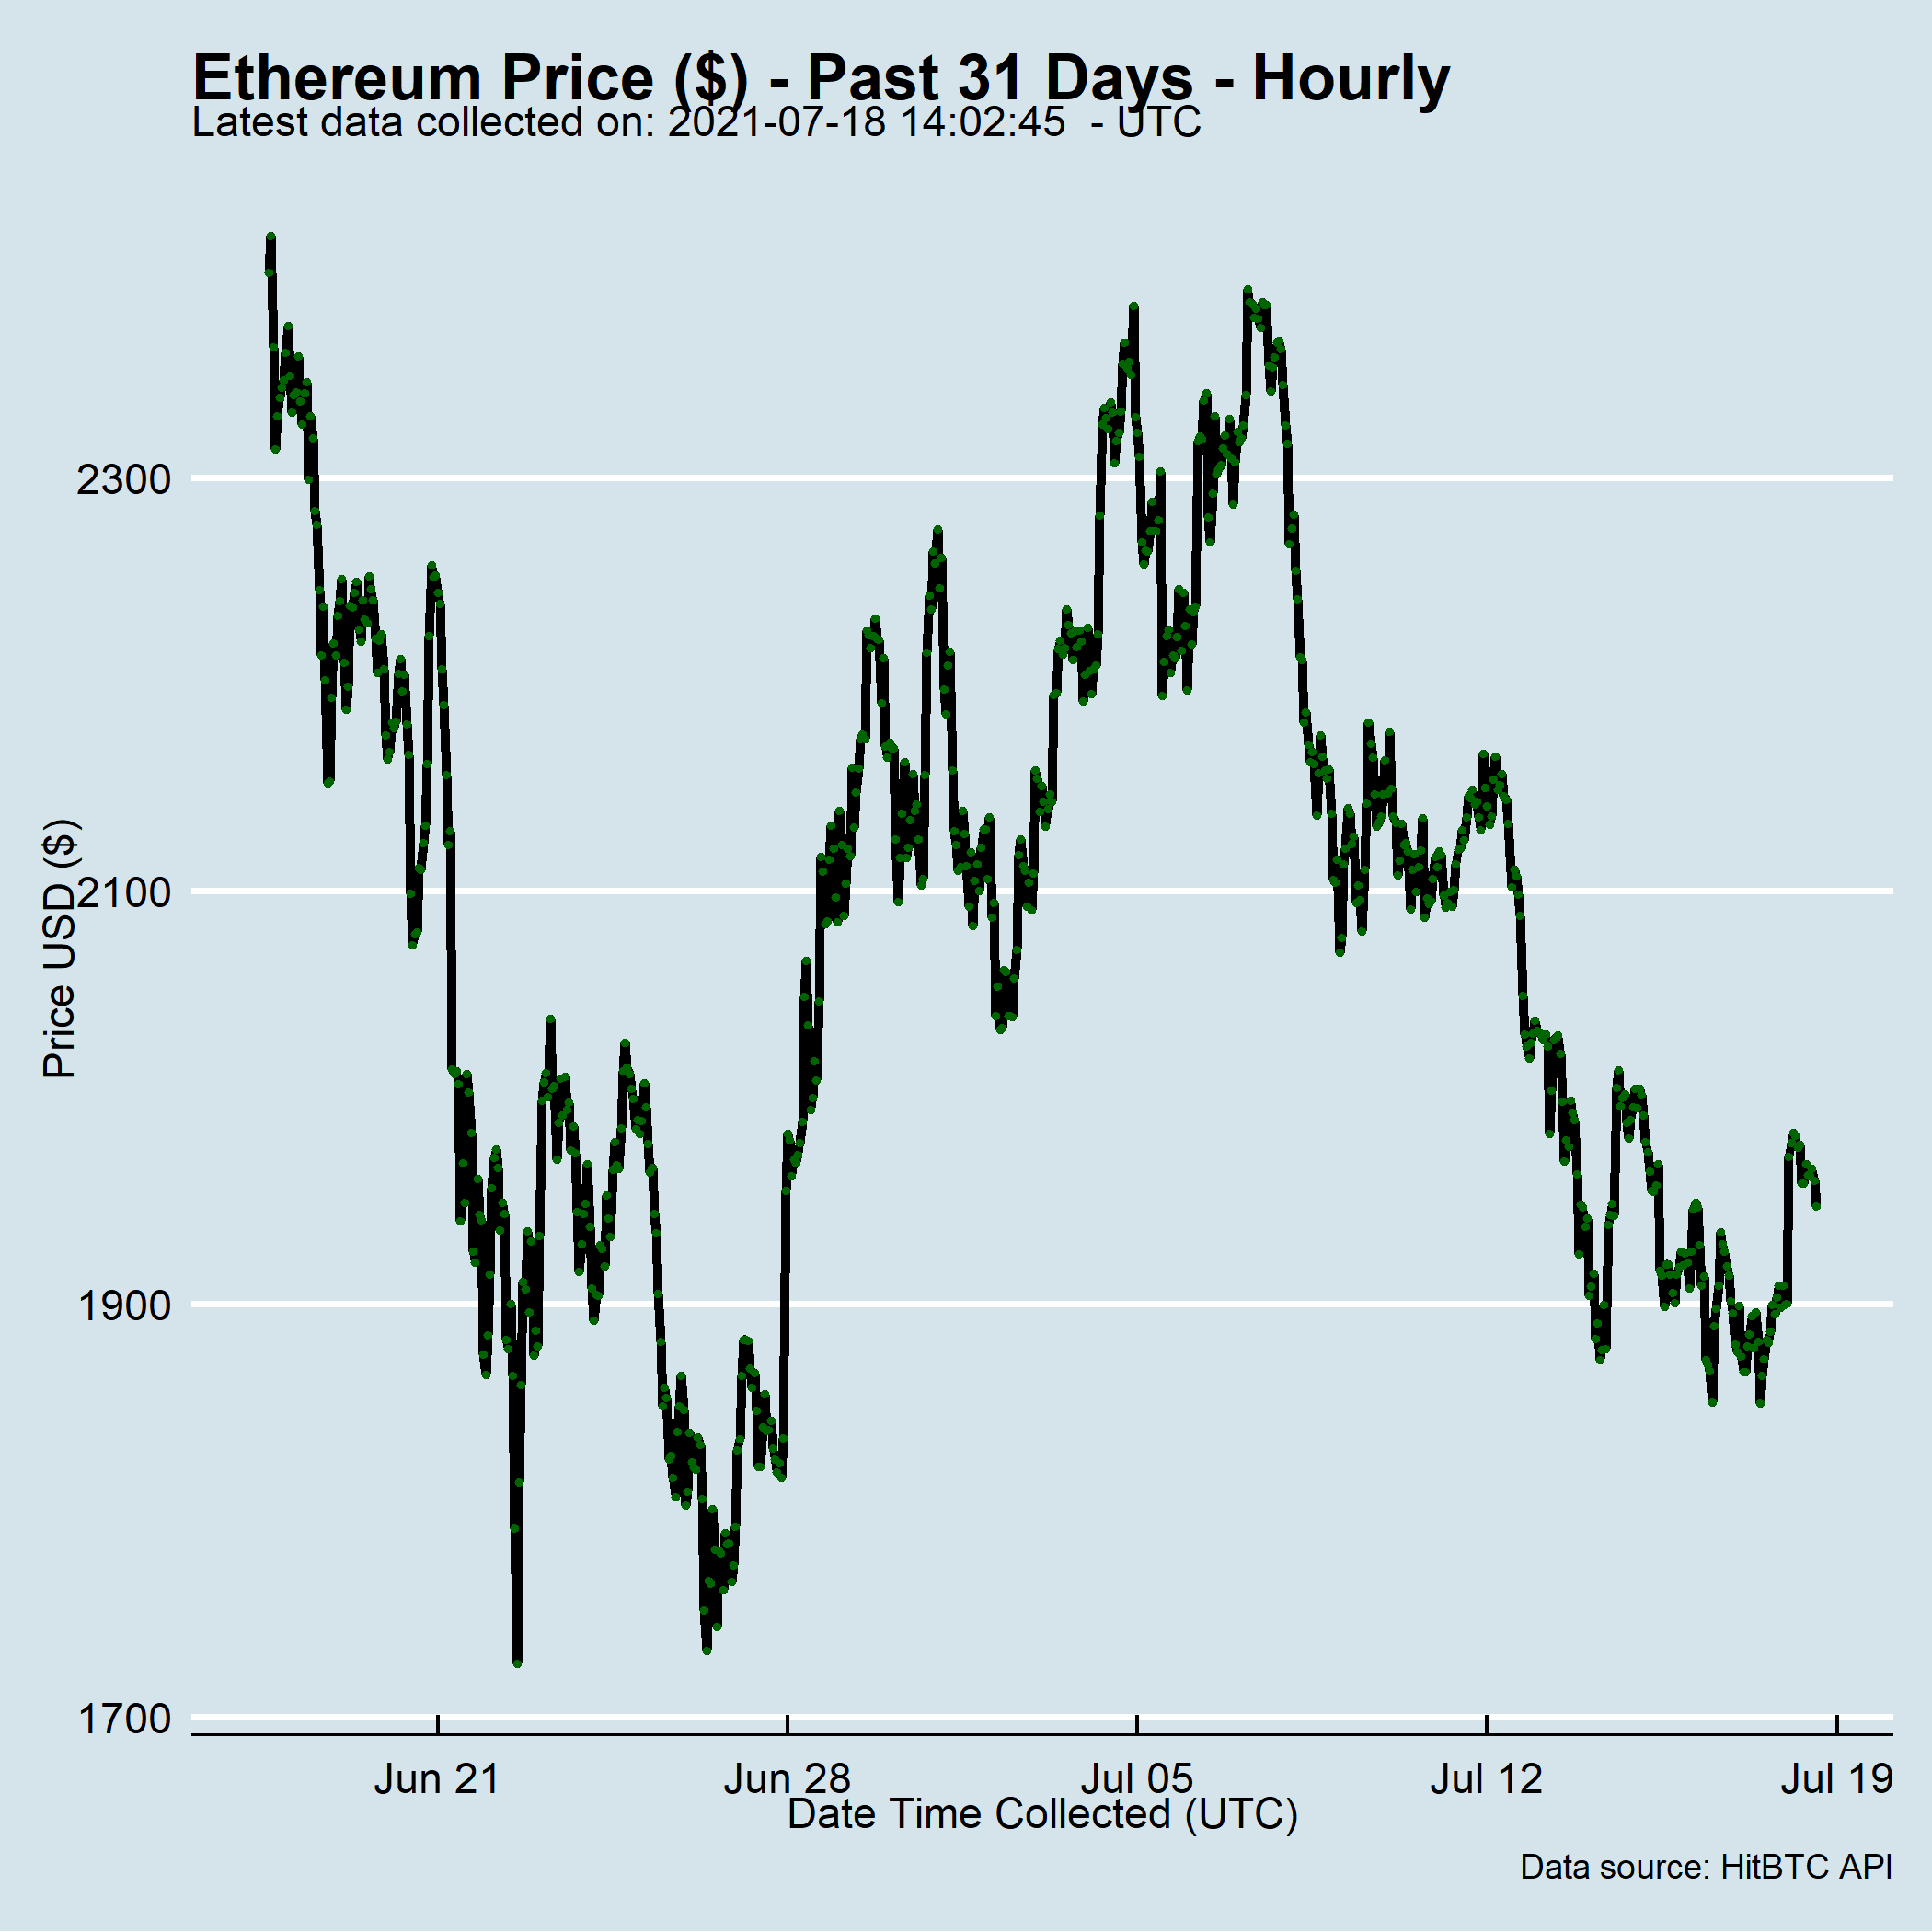 Ethereum Price ($) - Past 31 Days - Hourly
Latest data collected on: 2021-07-18 14:02:45  - UTC
Price USD ($)
2300
2100
1900
1700
Jun 21
Jun 28
Jul 05
Jul 12
Jul 19
Date Time Collected (UTC)
Data source: HitBTC API